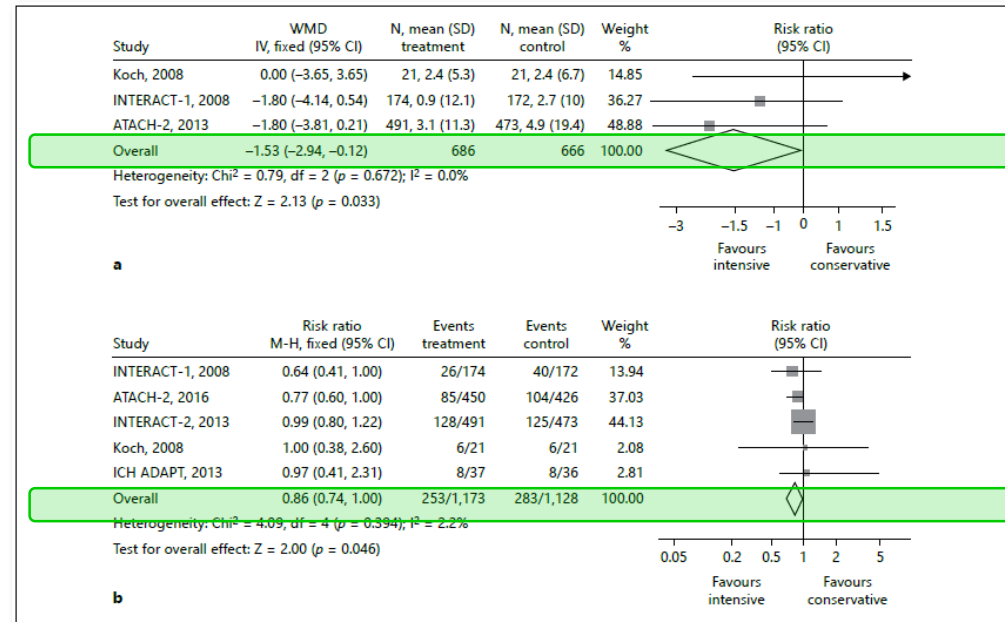 WMD N, mean (SD) N, mean (SD) Weight Risk ratio
Study IV, fixed (95% CI) treatment control % (95% CI)
Koch, 2008 0.00 (–3.65, 3.65) 21, 2.4 (5.3) 21, 2.4 (6.7) 14.85
INTERACT-1, 2008 –1.80 (–4.14, 0.54) 174, 0.9 (12.1) 172, 2.7 (10) 36.27
ATACH-2, 2013 –1.80 (–3.81, 0.21) 491, 3.1 (11.3) 473, 4.9 (19.4) 48.88
Overall –1.53 (–2.94, –0.12) 686 666 100.00
Heterogeneity: Chi² = 0.79, df = 2 (p = 0.672); I² = 0.0%
Test for overall effect: Z = 2.13 (p = 0.033)
–3 –1.5 –1 0 1 1.5
Favours Favours
intensive conservative
a
Risk ratio Events Events Weight Risk ratio
Study M-H, fixed (95% CI) treatment control % (95% CI)
INTERACT-1, 2008 0.64 (0.41, 1.00) 26/174 40/172 13.94
ATACH-2, 2016 0.77 (0.60, 1.00) 85/450 104/426 37.03
INTERACT-2, 2013 0.99 (0.80, 1.22) 128/491 125/473 44.13
Koch, 2008 1.00 (0.38, 2.60) 6/21 6/21 2.08
ICH ADAPT, 2013 0.97 (0.41, 2.31) 8/37 8/36 2.81
Overall 0.86 (0.74, 1.00) 253/1,173 283/1,128 100.00
Heterogeneity: Chi² = 4.09, df = 4 (p = 0.394); I² = 2.2%
Test for overall effect: Z = 2.00 (p = 0.046)
0.05 0.2 0.5 1 2 5
Favours Favours
intensive conservative
b